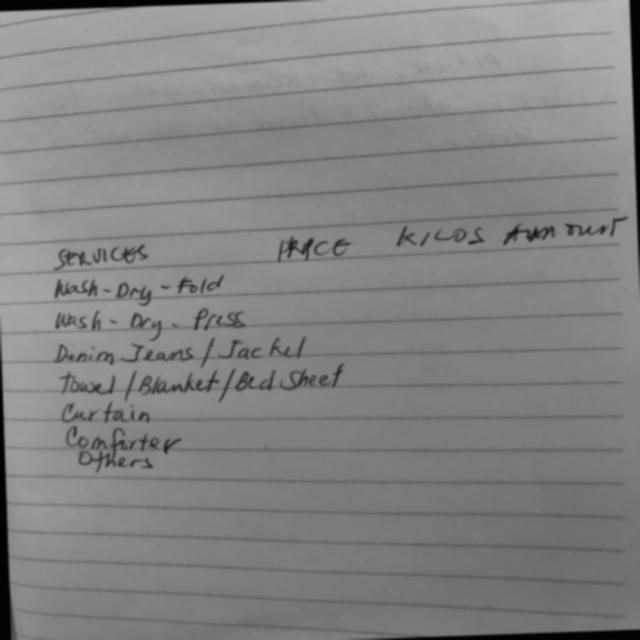 SERVICES PRICE KILOS AMOUNT
Wash-Dry-Fold
Wash-Dry-Press
Denim Jeans/Jacket
Towel/Blanket/Bed Sheet
Curtain
Comforter
Others